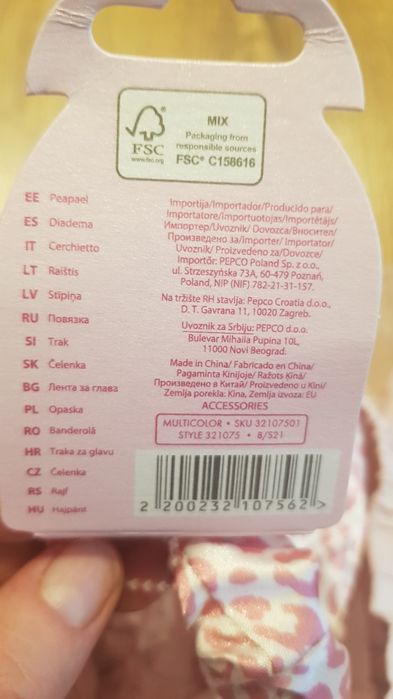 MIX
Packaging from
responsible sources
FSC® C158616
FSC
www.fsc.org
EE Peapael
ES Diadema
IT Cerchietto
LT Raištis
LV Stīpiņa
RU Повязка
SI Trak
SK Čelenka
BG Лента за глава
PL Opaska
RO Banderolă
HR Traka za glavu
CZ Čelenka
RS Rajf
HU Hajpánt
Importija/Importador/Producido para/
Importatore/Importuotojas/Importētājs/
Импортер/Uvoznik/ Dovozca/Вносител/
Произведено за/Importer/ Importator/
Uvoznik/ Proizvedeno za/Dovozce/
Importőr: PEPCO Poland Sp. z o.o.,
ul. Strzeszyńska 73A, 60-479 Poznań,
Poland, NIP (NIF) 782-21-31-157.
Na tržište RH stavlja: Pepco Croatia d.o.o.,
D. T. Gavrana 11, 10020 Zagreb.
Uvoznik za Srbiju: PEPCO d.o.o.
Bulevar Mihaila Pupina 10L,
11000 Novi Beograd.
Made in China/ Fabricado en China/
Pagaminta Kinijoje/ Ražots Ķīnā/
Произведено в Китай/ Proizvedeno u Kini/
Zemlja porekla: Kina, Zemlja izvoza: EU
ACCESSORIES
MULTICOLOR • SKU 32107501
STYLE 321075 • 8/S21
2 200232 107562 >